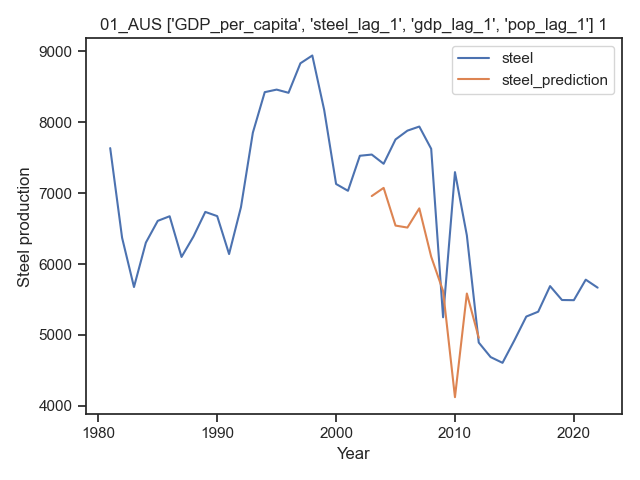 01_AUS ['GDP_per_capita', 'steel_lag_1', 'gdp_lag_1', 'pop_lag_1'] 1
steel
steel_prediction
9000
8000
7000
6000
5000
4000
Steel production
1980
1990
2000
2010
2020
Year